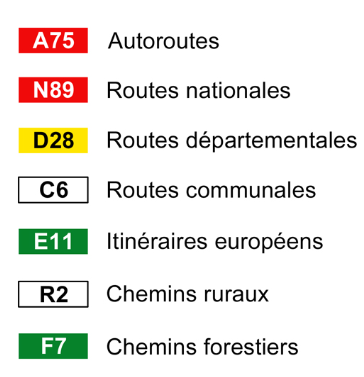 A75 Autoroutes
N89 Routes nationales
D28 Routes départementales
C6 Routes communales
E11 Itinéraires européens
R2 Chemins ruraux
F7 Chemins forestiers